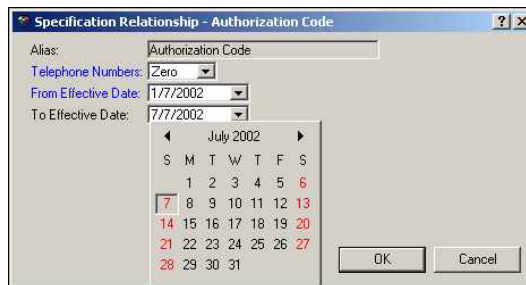 Specification Relationship - Authorization Code
Alias: Authorization Code
Telephone Numbers: Zero
From Effective Date: 1/7/2002
To Effective Date: 7/7/2002
July 2002
S M T W T F S
1 2 3 4 5 6
7 8 9 10 11 12 13
14 15 16 17 18 19 20
21 22 23 24 25 26 27
28 29 30 31
OK Cancel